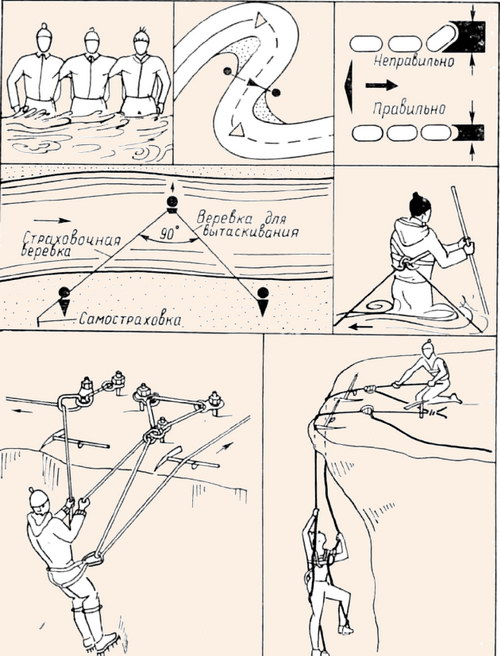 Неправильно
Правильно
90°
Веревка для
вытаскивания
Страховочная
веревка
Самостраховка